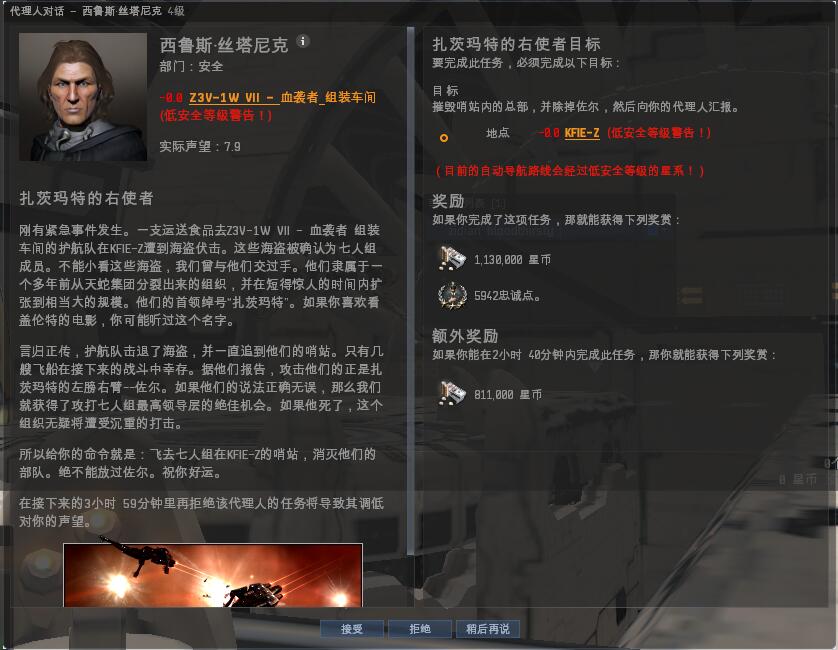 代理人对话 - 西鲁斯·丝塔尼克 4级
西鲁斯·丝塔尼克
部门：安全
-0.0 Z3V-1W VII - 血袭者 组装车间
(低安全等级警告！)
实际声望：7.9
扎茨玛特的右使者
刚有紧急事件发生。一支运送食品去Z3V-1W VII - 血袭者 组装
车间的护航队在KFIE-Z遭到海盗伏击。这些海盗被确认为七人组
成员。不能小看这些海盗，我们曾与他们交过手。他们隶属于一
个多年前从天蛇集团分裂出来的组织，并在短得惊人的时间内扩
张到相当大的规模。他们的首领绰号“扎茨玛特”。如果你喜欢看
盖伦特的电影，你可能听过这个名字。
言归正传，护航队击退了海盗，并一直追到他们的哨站。只有几
艘飞船在接下来的战斗中幸存。据他们报告，攻击他们的正是扎
茨玛特的左膀右臂--佐尔。如果他们的说法正确无误，那么我们
就获得了攻打七人组最高领导层的绝佳机会。如果他死了，这个
组织无疑将遭受沉重的打击。
所以给你的命令就是：飞去七人组在KFIE-Z的哨站，消灭他们的
部队。绝不能放过佐尔。祝你好运。
在接下来的3小时 59分钟里再拒绝该代理人的任务将导致其调低
对你的声望。
扎茨玛特的右使者目标
要完成此任务，必须完成以下目标：
目标
摧毁哨站内的总部，并除掉佐尔，然后向你的代理人汇报。
地点 -0.0 KFIE-Z (低安全等级警告！)
(目前的自动导航路线会经过低安全等级的星系！)
奖励
如果你完成了这项任务，那就能获得下列奖赏：
1,130,000 星币
5942忠诚点。
额外奖励
如果你能在2小时 40分钟内完成此任务，那你就能获得下列奖赏：
811,000 星币
0 星币
接受 拒绝 稍后再说